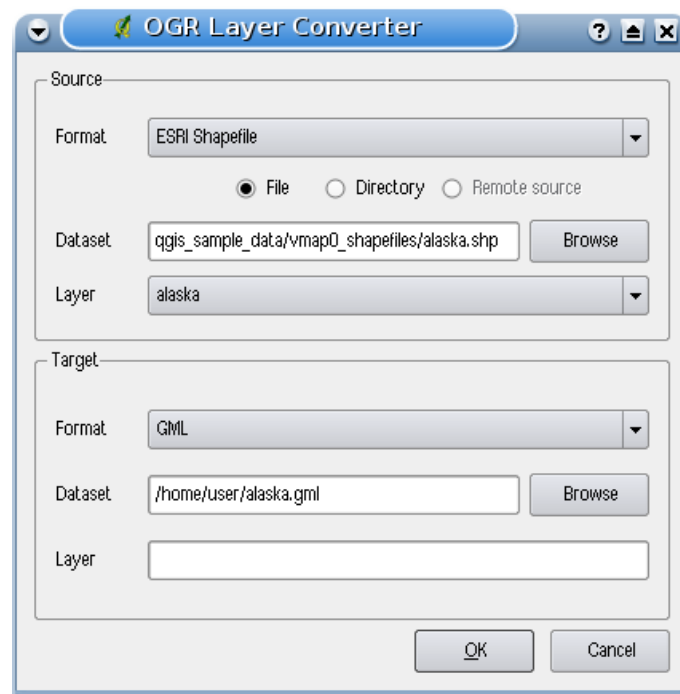 OGR Layer Converter
Source
Format ESRI Shapefile
File Directory Remote source
Dataset qgis_sample_data/vmap0_shapefiles/alaska.shp Browse
Layer alaska
Target
Format GML
Dataset /home/user/alaska.gml Browse
Layer
OK Cancel